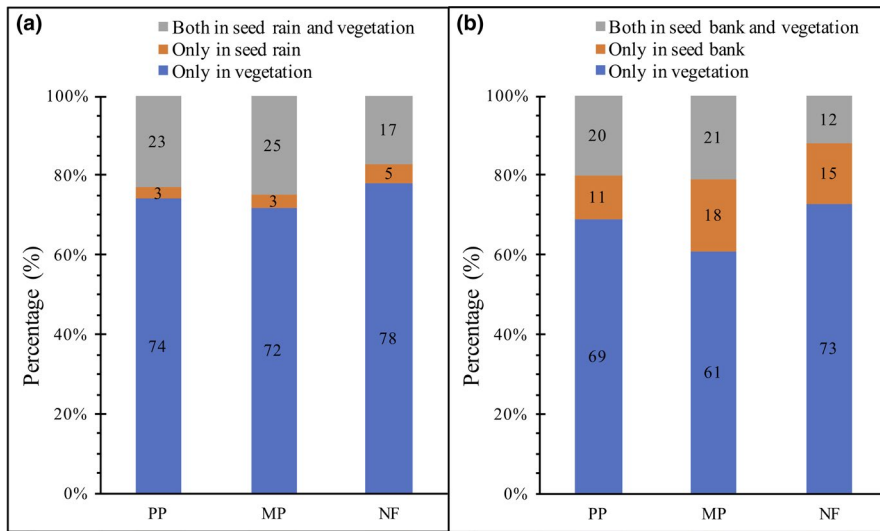 (a)
Both in seed rain and vegetation
Only in seed rain
Only in vegetation
Percentage (%)
100%
80%
60%
40%
20%
0%
23
25
17
3
3
5
74
72
78
PP MP NF
(b)
Both in seed bank and vegetation
Only in seed bank
Only in vegetation
Percentage (%)
100%
80%
60%
40%
20%
0%
20
21
12
11
18
15
69
61
73
PP MP NF